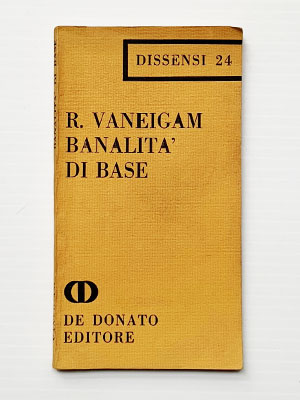 DISSENSI 24
R. VANEIGAM
BANALITA'
DI BASE
DE DONATO
EDITORE